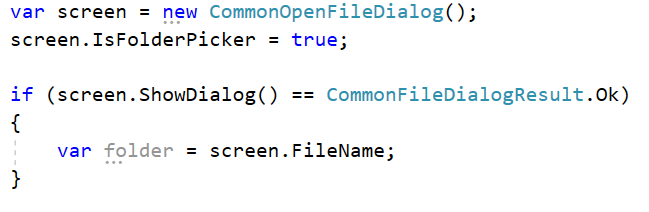 var screen = new CommonOpenFileDialog();
screen.IsFolderPicker = true;
if (screen.ShowDialog() == CommonFileDialogResult.Ok)
{
var folder = screen.FileName;
}